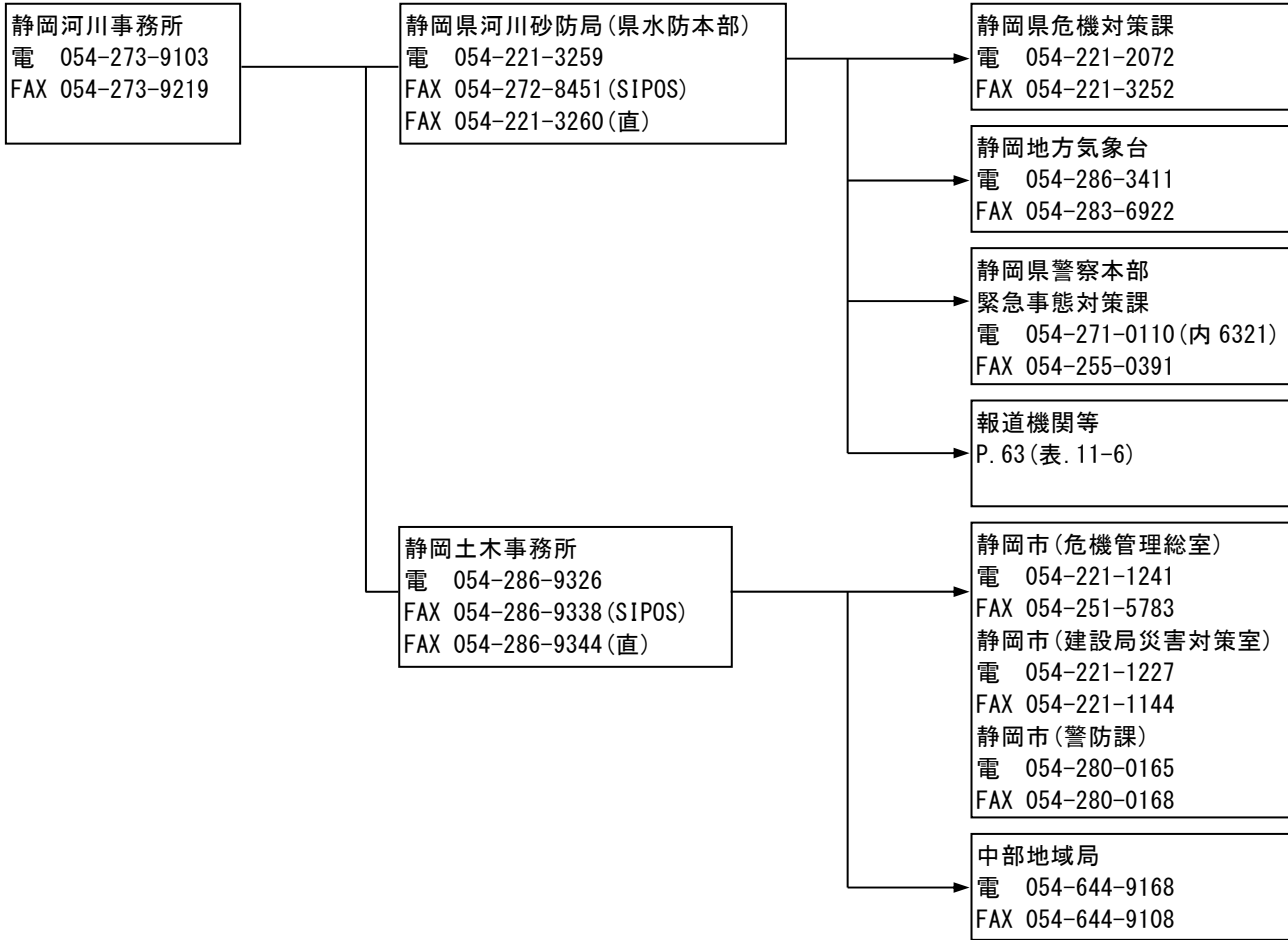 静岡河川事務所
電　054-273-9103
FAX 054-273-9219
静岡県河川砂防局(県水防本部)
電　054-221-3259
FAX 054-272-8451(SIPOS)
FAX 054-221-3260(直)
静岡県危機対策課
電　054-221-2072
FAX 054-221-3252
静岡地方気象台
電　054-286-3411
FAX 054-283-6922
静岡県警察本部
緊急事態対策課
電　054-271-0110(内 6321)
FAX 054-255-0391
報道機関等
P.63(表.11-6)
静岡土木事務所
電　054-286-9326
FAX 054-286-9338(SIPOS)
FAX 054-286-9344(直)
静岡市(危機管理総室)
電　054-221-1241
FAX 054-251-5783
静岡市(建設局災害対策室)
電　054-221-1227
FAX 054-221-1144
静岡市(警防課)
電　054-280-0165
FAX 054-280-0168
中部地域局
電　054-644-9168
FAX 054-644-9108